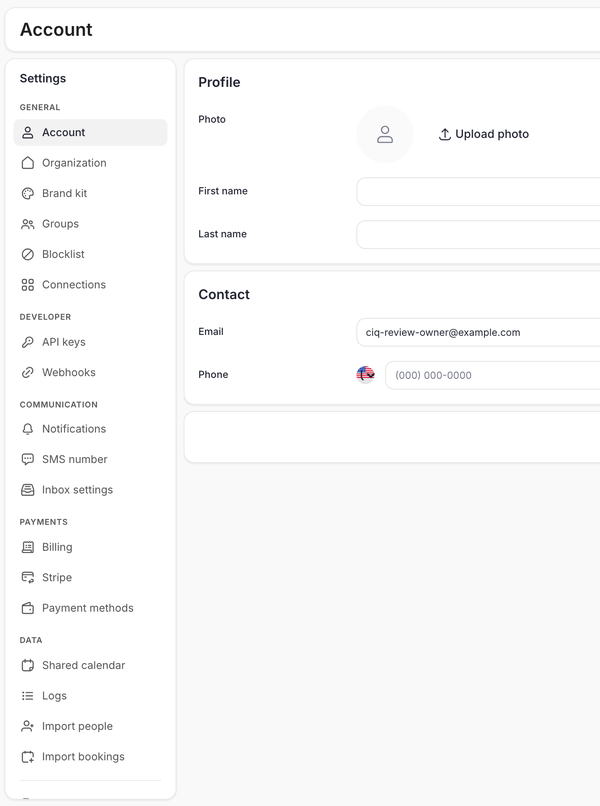 Account
Settings
GENERAL
Account
Organization
Brand kit
Groups
Blocklist
Connections
DEVELOPER
API keys
Webhooks
COMMUNICATION
Notifications
SMS number
Inbox settings
PAYMENTS
Billing
Stripe
Payment methods
DATA
Shared calendar
Logs
Import people
Import bookings
Profile
Photo
Upload photo
First name
Last name
Contact
Email
ciq-review-owner@example.com
Phone
(000) 000-0000